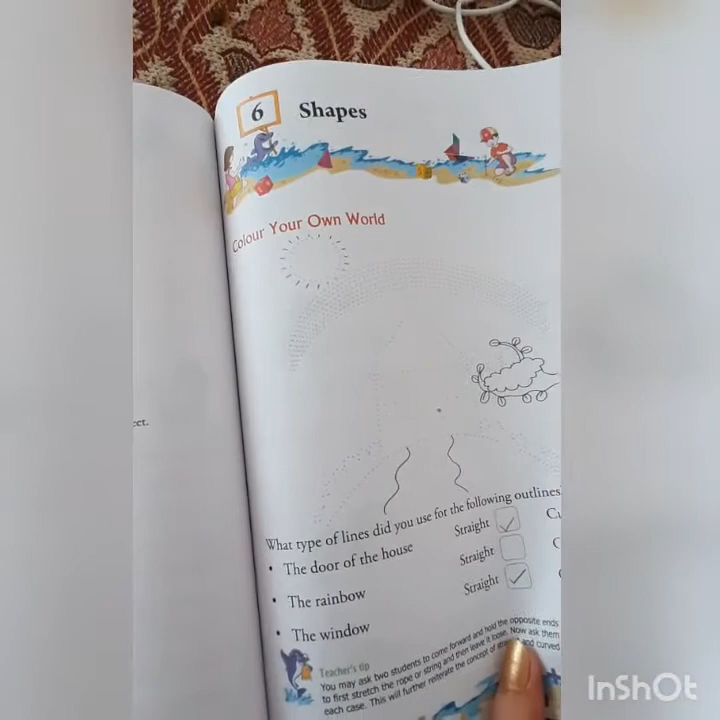 6 Shapes
Colour Your Own World
eet.
What type of lines did you use for the following outlines
• The door of the house Straight
• The rainbow Straight
• The window Straight
Teacher's tip
You may ask two students to come forward and hold the opposite ends
to first stretch the rope or string and then leave it loose. Now ask them
each case. This will further reiterate the concept of and curved
InShOt